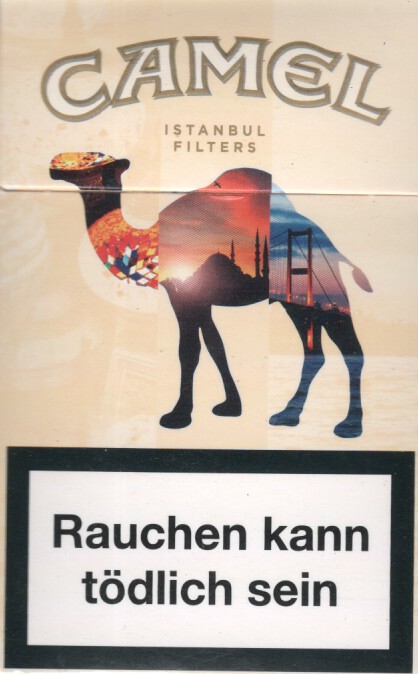 CAMEL
ISTANBUL
FILTERS
Rauchen kann
tödlich sein